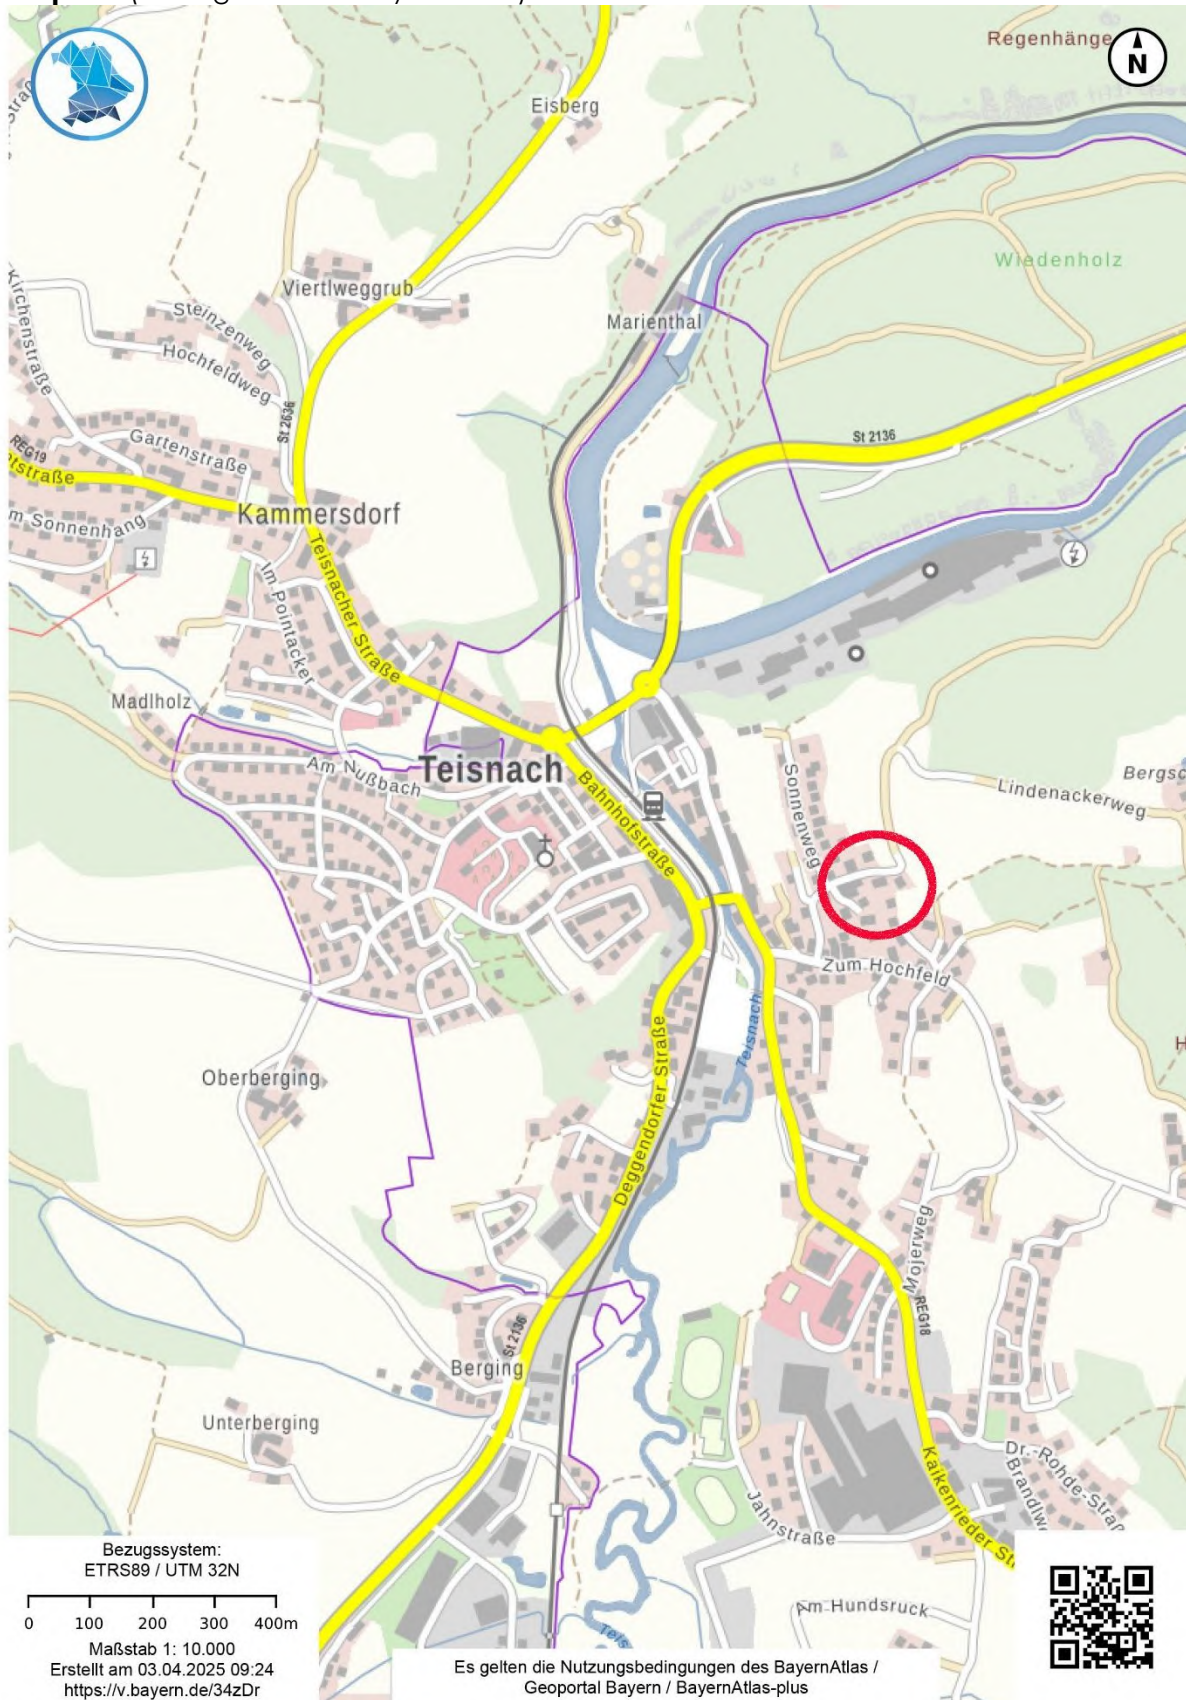 Regenhänge
N
Eisberg
Wiedenholz
Viertlweggrub
Marienthal
Kirchenstraße
Steinzenweg
Hochfeldweg
St 2636
St 2136
REG19
Gartenstraße
Kammersdorf
m Sonnenhang
Im Pointacker
Teisnacher Straße
Madlholz
Am Nußbach
Teisnach
Bahnhofstraße
Sonnenweg
Lindenackerweg
Bergsc
Zum Hochfeld
Teisnach
H
Oberberging
Deggendorfer Straße
Mojerweg
REG18
St 2136
Berging
Unterberging
Jahnstraße
Kaikenrieder St
Dr.-Rohde-Straß
Brandlwe
Am Hundsruck
Teis
Bezugssystem:
ETRS89 / UTM 32N
0 100 200 300 400m
Maßstab 1: 10.000
Erstellt am 03.04.2025 09:24
https://v.bayern.de/34zDr
Es gelten die Nutzungsbedingungen des BayernAtlas /
Geoportal Bayern / BayernAtlas-plus